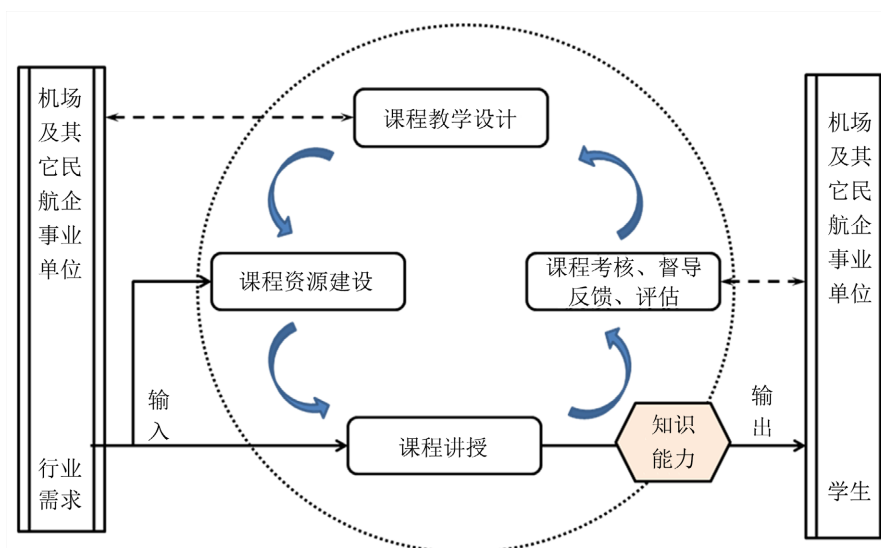 机场
及其
它民
航企
事业
单位
行业
需求
输
入
课程教学设计
课程资源建设
课程考核、督导
反馈、评估
课程讲授
知识
能力
输
出
机场
及其
它民
航企
事业
单位
学生